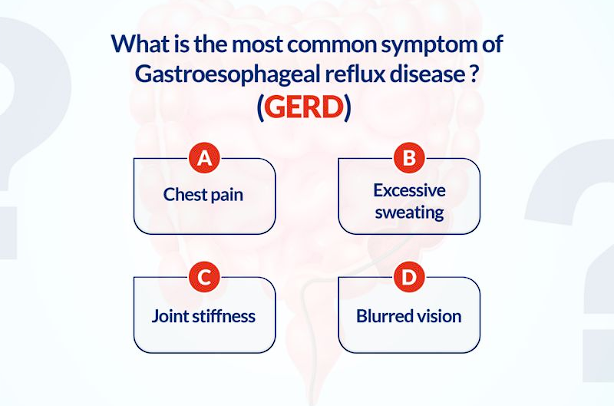 What is the most common symptom of
Gastroesophageal reflux disease ?
(GERD)
A
Chest pain
B
Excessive
sweating
C
Joint stiffness
D
Blurred vision